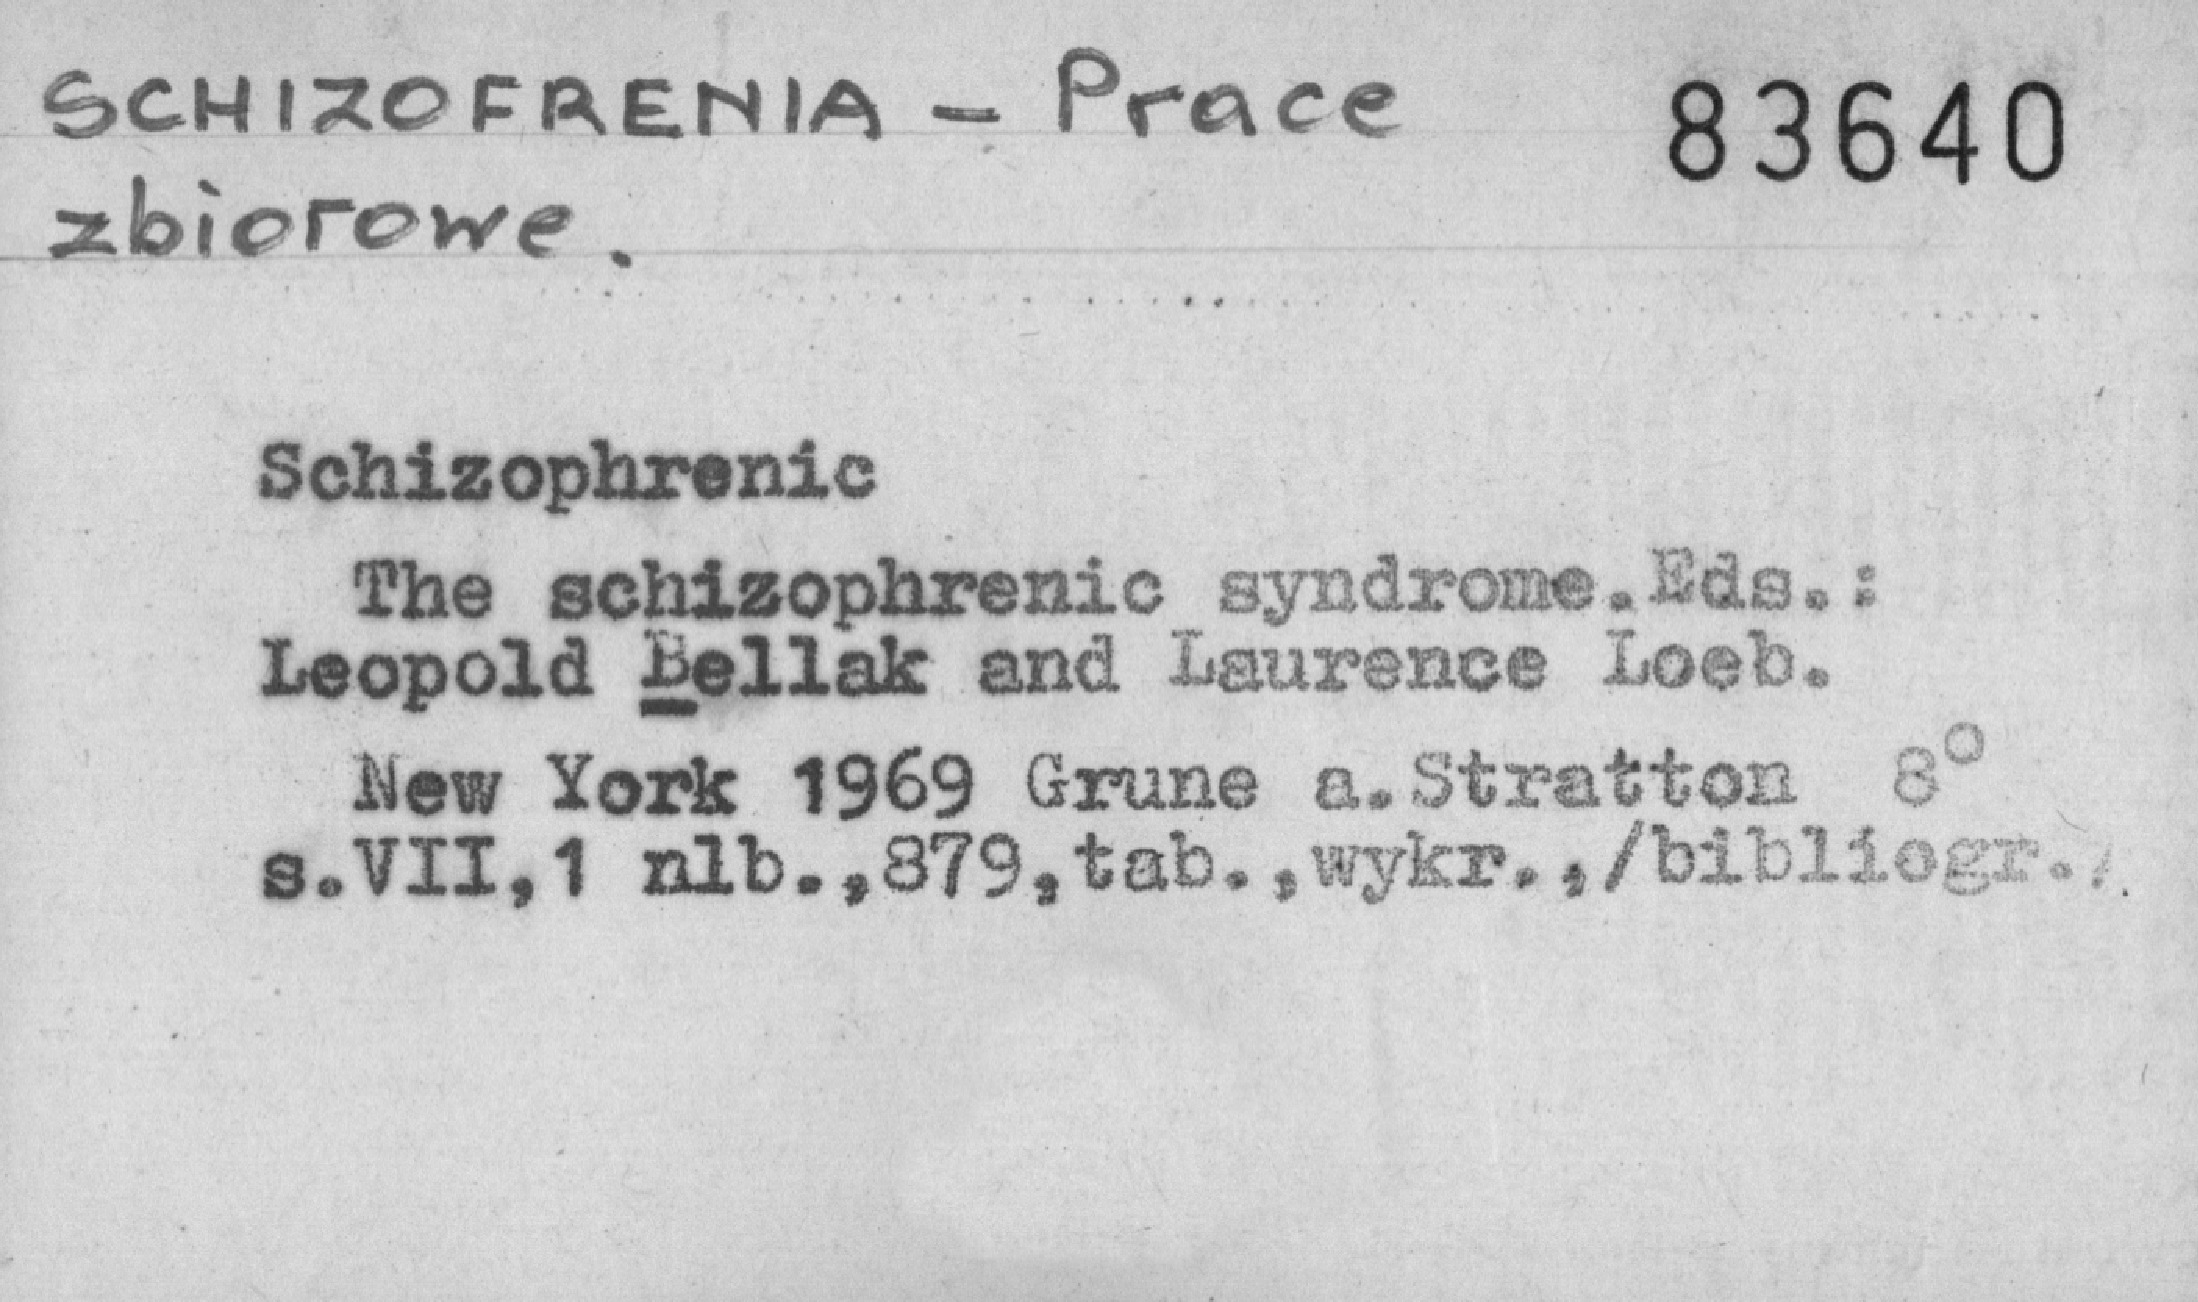 SCHIZOFRENIA - Prace 83640
zbiorowe.
Schizophrenic
The schizophrenic syndrome.Eds.:
Leopold Bellak and Laurence Loeb.
New York 1969 Grune a.Stratton 8°
s.VII,1 nlb.,879,tab.,wykr.,/bibliogr./.